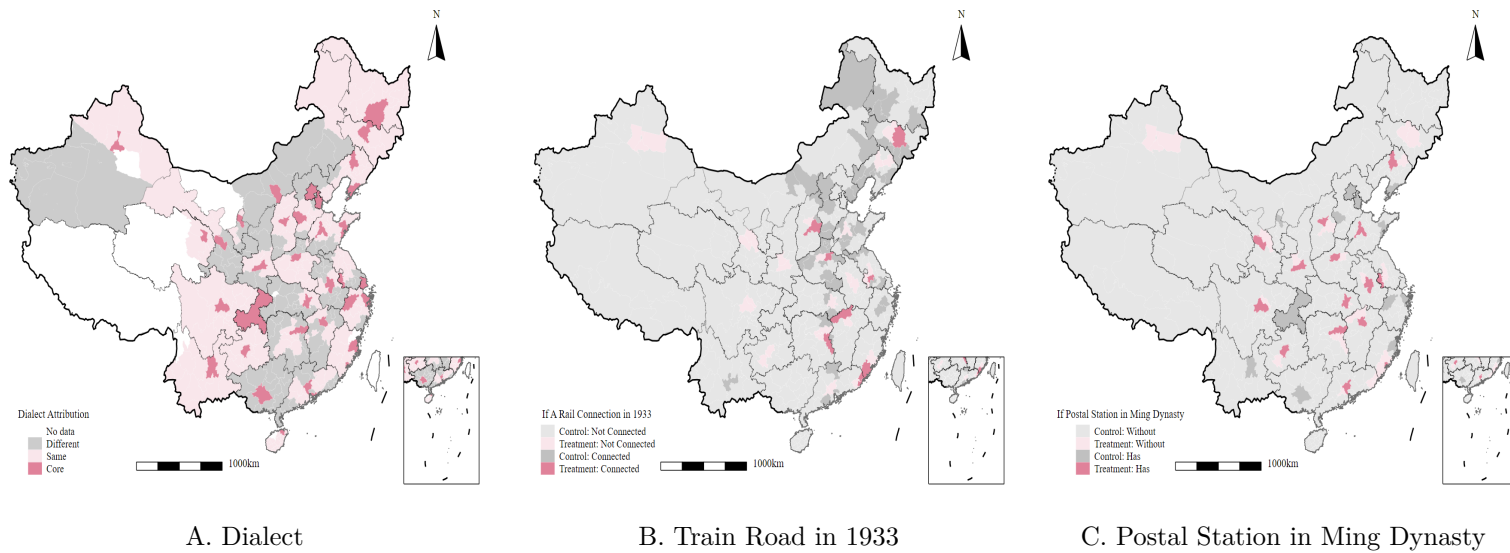 N
Dialect Attribution
No data
Different
Same
Core
1000km
A. Dialect
N
If A Rail Connection in 1933
Control: Not Connected
Treatment: Not Connected
Control: Connected
Treatment: Connected
1000km
B. Train Road in 1933
N
If Postal Station in Ming Dynasty
Control: Without
Treatment: Without
Control: Has
Treatment: Has
1000km
C. Postal Station in Ming Dynasty